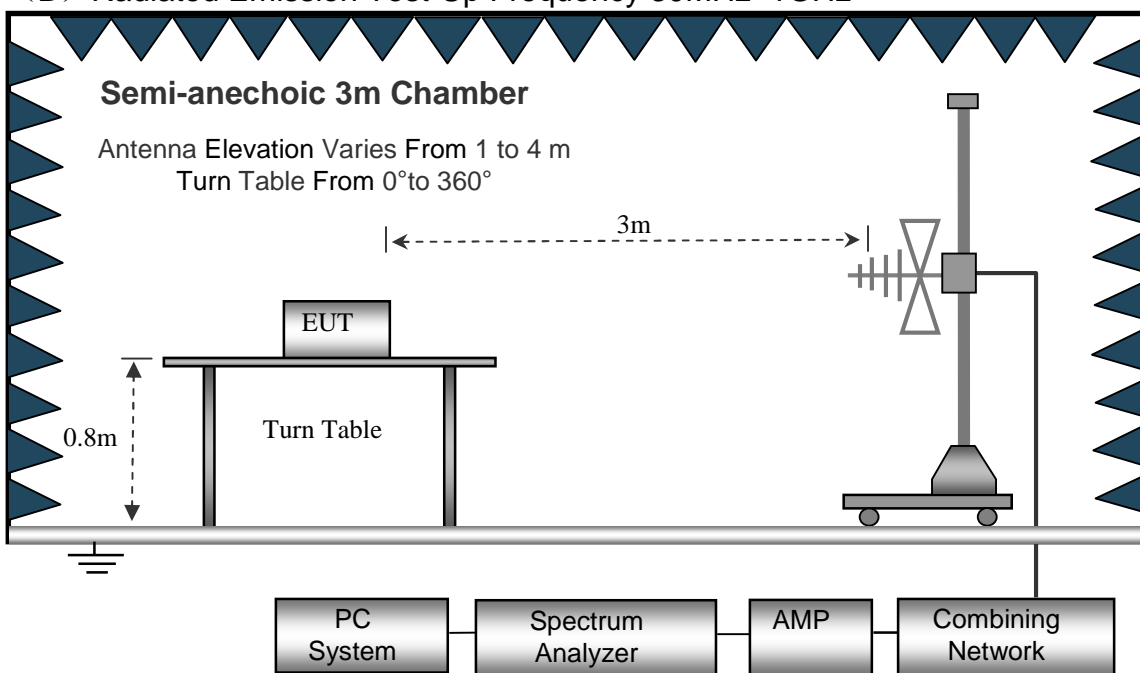 Semi-anechoic 3m Chamber
Antenna Elevation Varies From 1 to 4 m
Turn Table From 0°to 360°
3m
EUT
0.8m
Turn Table
PC
System
Spectrum
Analyzer
AMP
Combining
Network